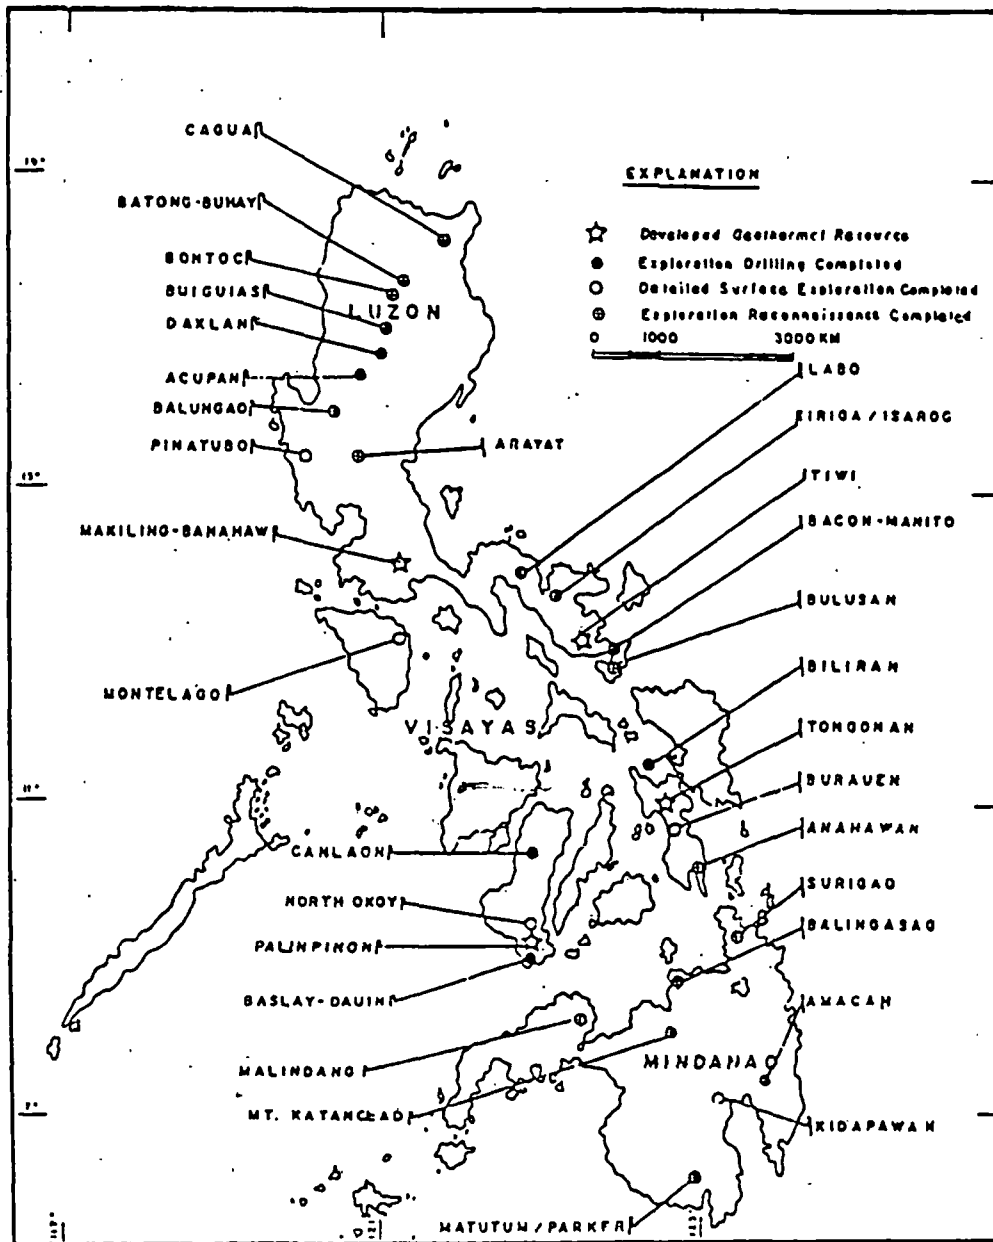 CAGUA
BATONG-BUHAY
BONTOC
BUIGUIAS
DAKLAN
ACUPAN
BALUNGAO
PINATUBO
MAKILING-BANAHAW
MONTELAGO
LUZON
ARAYAT
EXPLANATION
Developed Geothermal Resource
Exploration Drilling Completed
Detailed Surface Exploration Completed
Exploration Reconnaissance Completed
0 1000 3000 KM
LABO
IRIGA/ISAROG
TIWI
BACON-MANITO
BULUSAN
BILIRAN
TONGONAN
BURAUEN
ANAHAWAN
SURIGAO
BALINGASAG
AMACAN
KIDAPAWAN
VISAYAS
CANLAON
NORTH OKOY
PALINPINON
BASLAY-DAUIN
MALINDANG
MT. KATANGLAD
MINDANAO
MATUTUM/PARKER